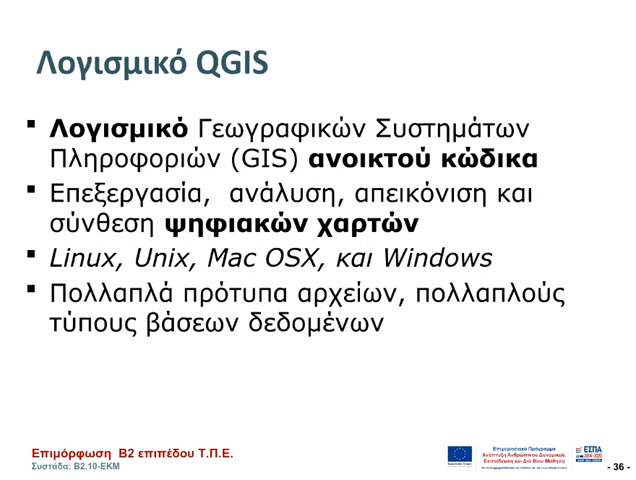 Λογισμικό QGIS
▪ Λογισμικό Γεωγραφικών Συστημάτων
Πληροφοριών (GIS) ανοικτού κώδικα
▪ Επεξεργασία, ανάλυση, απεικόνιση και
σύνθεση ψηφιακών χαρτών
▪ Linux, Unix, Mac OSX, και Windows
▪ Πολλαπλά πρότυπα αρχείων, πολλαπλούς
τύπους βάσεων δεδομένων
Επιμόρφωση Β2 επιπέδου Τ.Π.Ε.
Συστάδα: Β2.10-ΕΚΜ
Επιχειρησιακό Πρόγραμμα
Ανάπτυξη Ανθρώπινου Δυναμικού,
Εκπαίδευση και Διά Βίου Μάθηση
ΕΣΠΑ
2014-2020
- 36 -